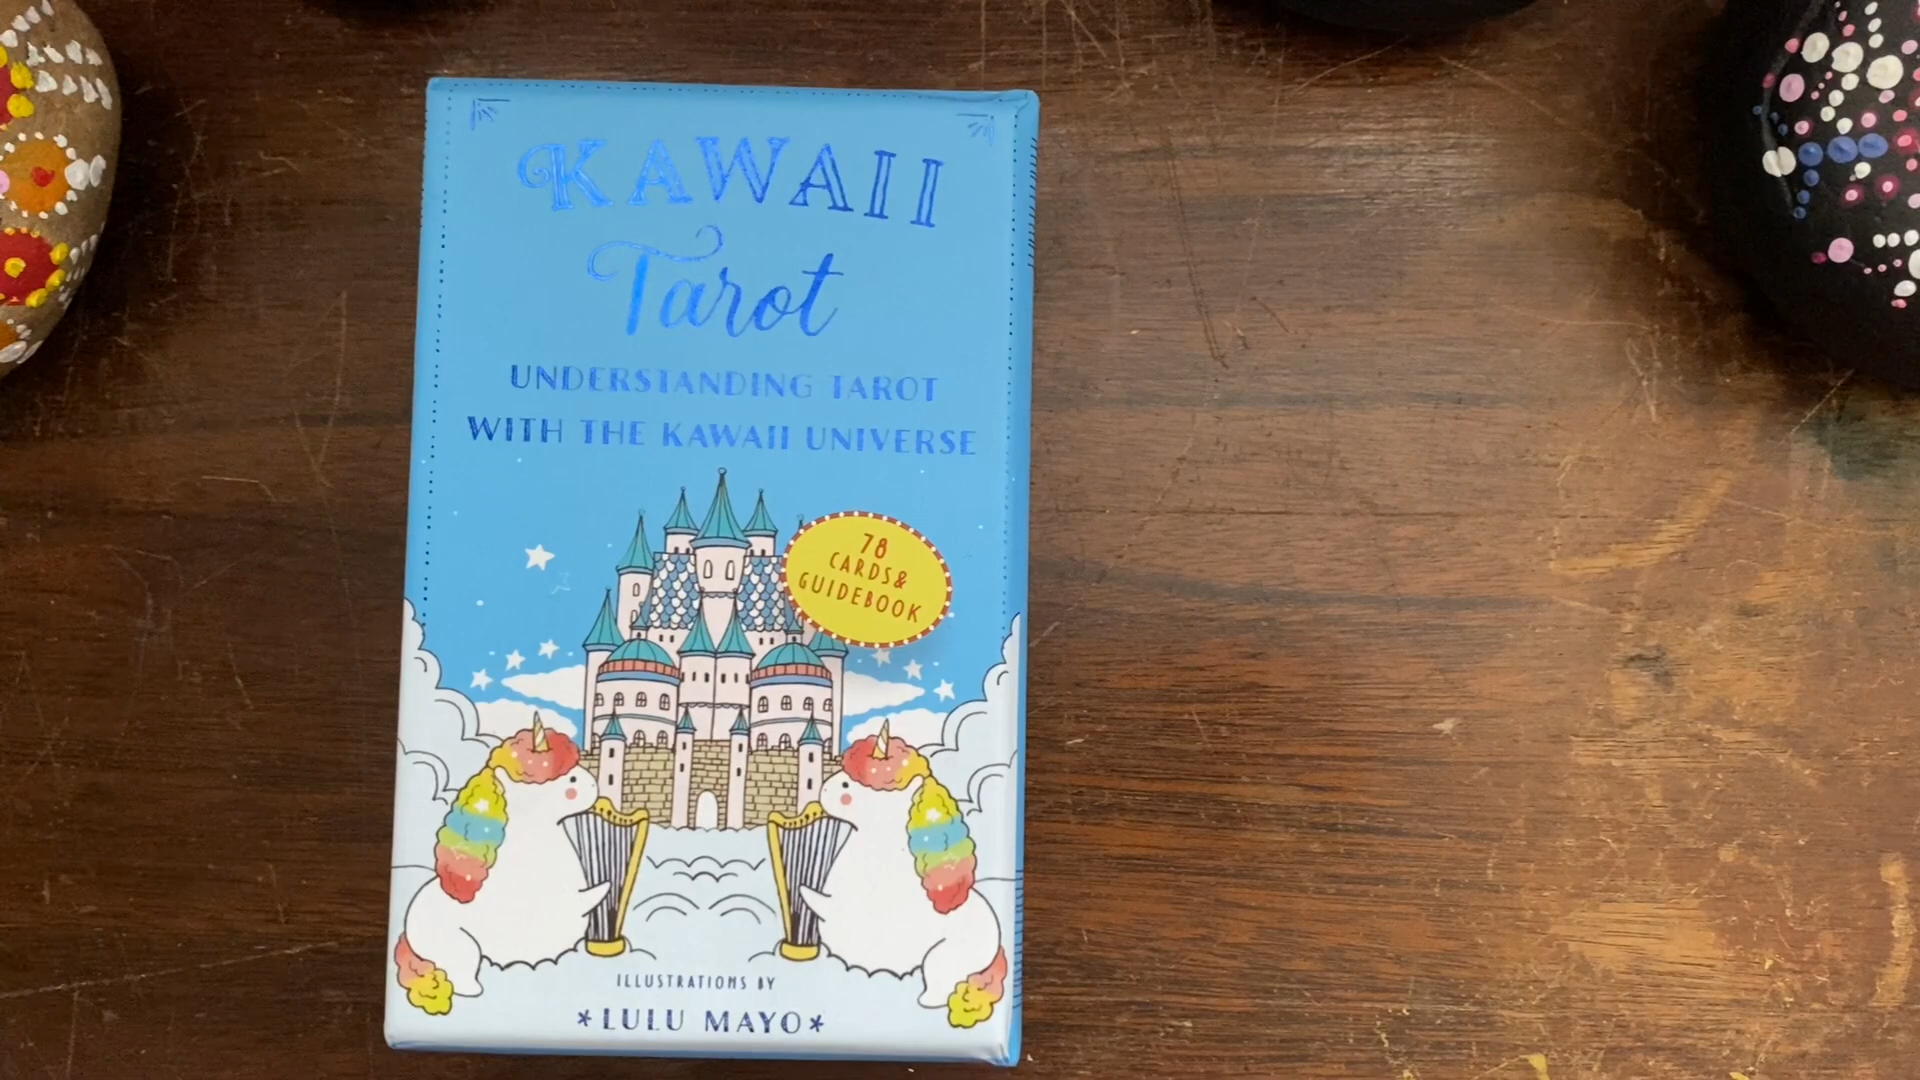 KAWAII
Tarot
UNDERSTANDING TAROT
WITH THE KAWAII UNIVERSE
78
CARDS&
GUIDEBOOK
ILLUSTRATIONS BY
*LULU MAYO*